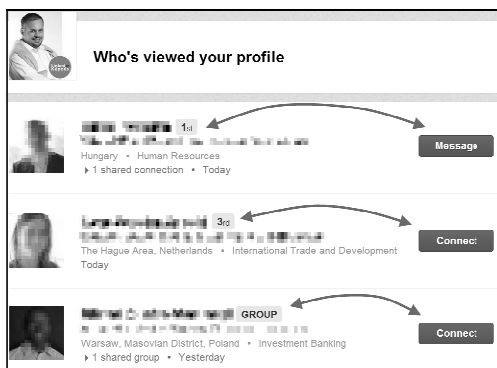 Who's viewed your profile
1st
Message
Hungary • Human Resources
1 shared connection • Today
3rd
Connect
The Hague Area, Netherlands • International Trade and Development
Today
GROUP
Connect
Warsaw, Masovian District, Poland • Investment Banking
1 shared group • Yesterday